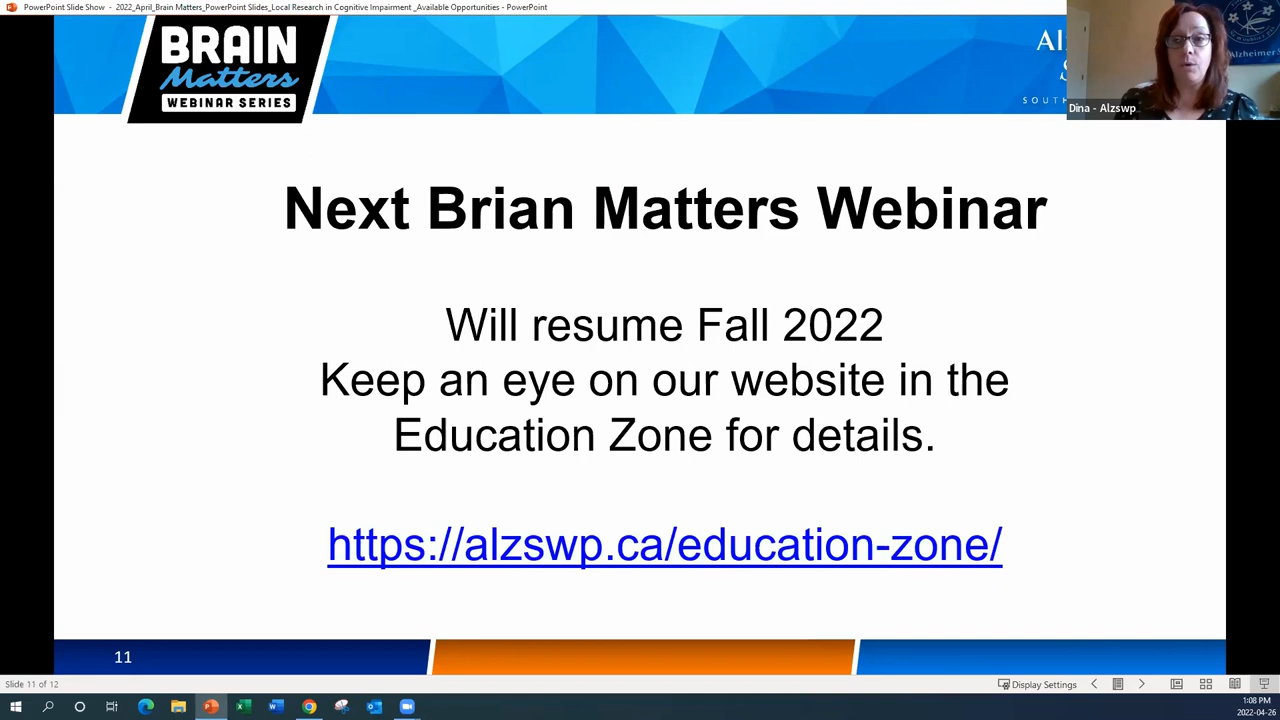 PowerPoint Slide Show - 2022_April_Brain Matters_PowerPoint Slides_Local Research in Cognitive Impairment _Available Opportunities - PowerPoint
BRAIN
Matters
WEBINAR SERIES
Dina - Alzswp
Next Brian Matters Webinar
Will resume Fall 2022
Keep an eye on our website in the
Education Zone for details.
https://alzswp.ca/education-zone/
11
Slide 11 of 12
Display Settings
1:08 PM
2022-04-26